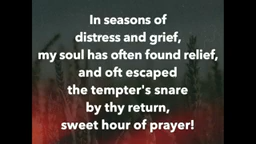 In seasons of
distress and grief,
my soul has often found relief,
and oft escaped
the tempter's snare
by thy return,
sweet hour of prayer!